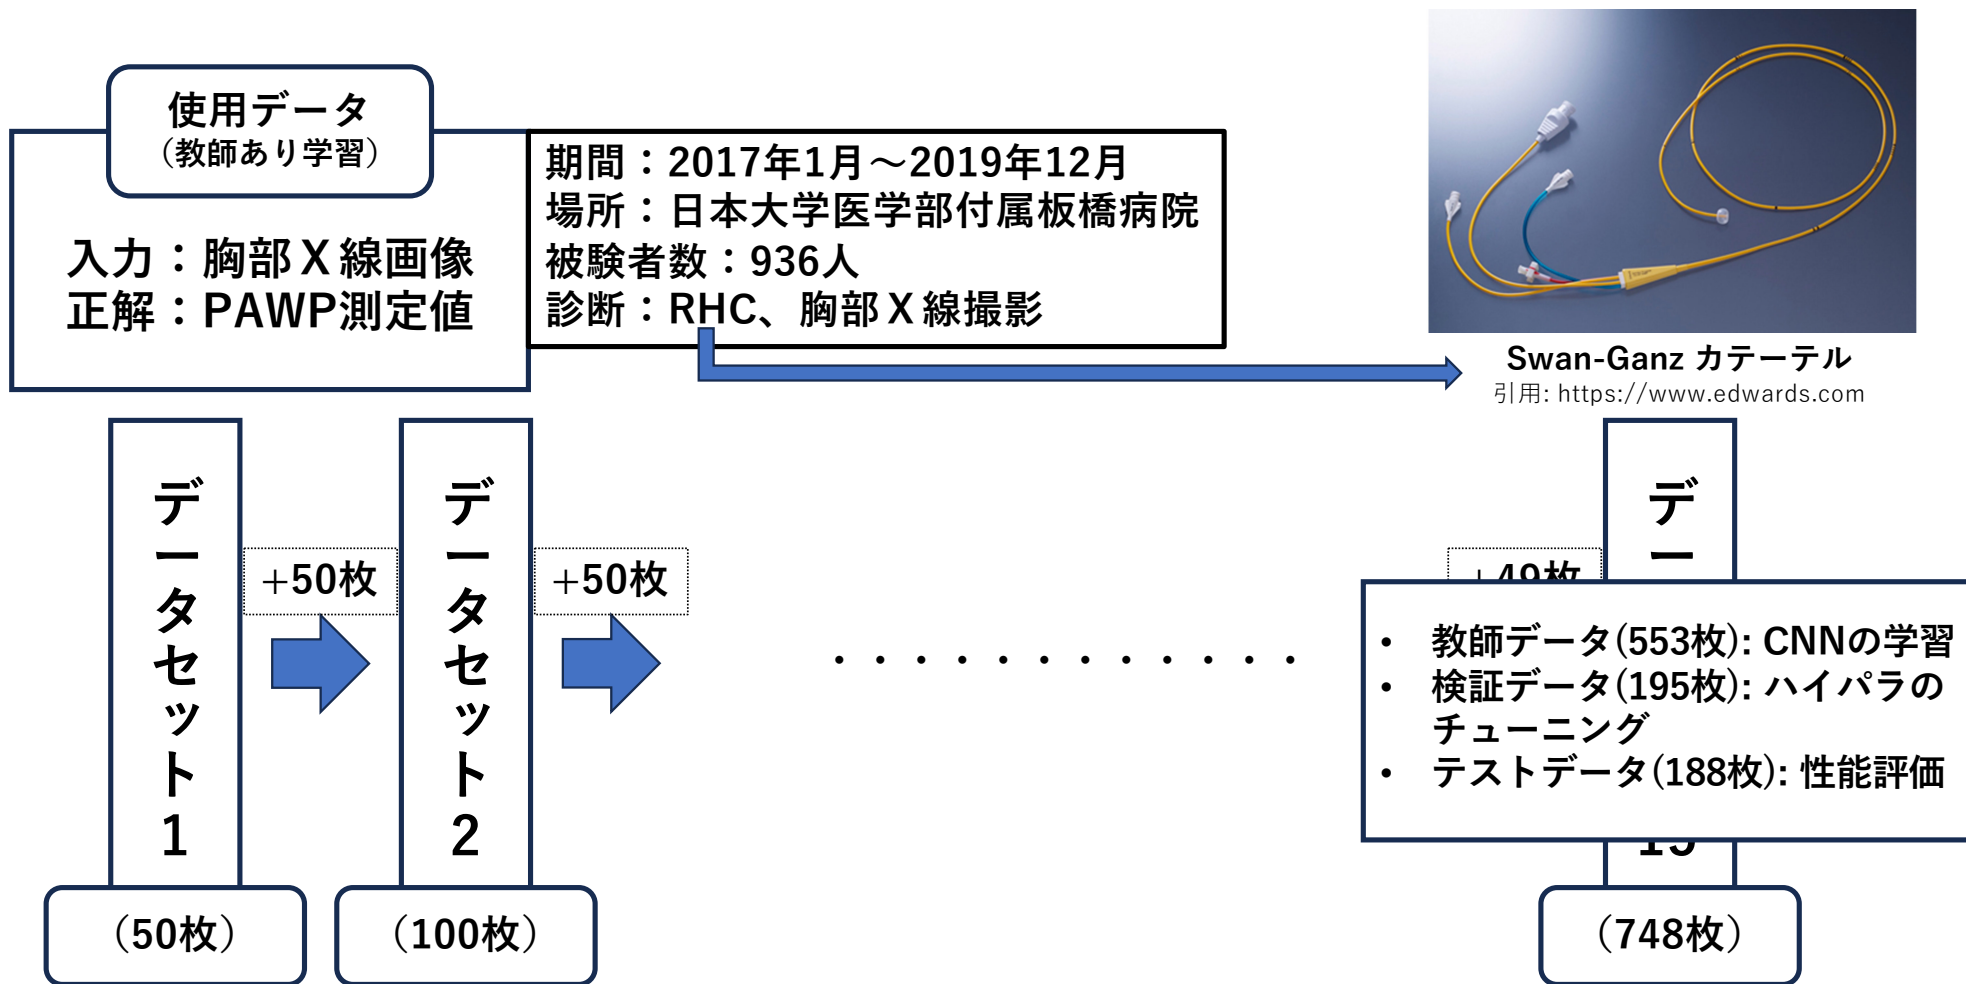 使用データ
（教師あり学習）
入力：胸部Ｘ線画像
正解：PAWP測定値
期間：2017年1月～2019年12月
場所：日本大学医学部付属板橋病院
被験者数：936人
診断：RHC、胸部Ｘ線撮影
Swan-Ganz カテーテル
引用: https://www.edwards.com
データセット1
+50枚
データセット2
+50枚
・・・・・・・・・・・・
+49枚
デー
• 教師データ(553枚): CNNの学習
• 検証データ(195枚): ハイパラの
チューニング
• テストデータ(188枚): 性能評価
（50枚）
（100枚）
（748枚）